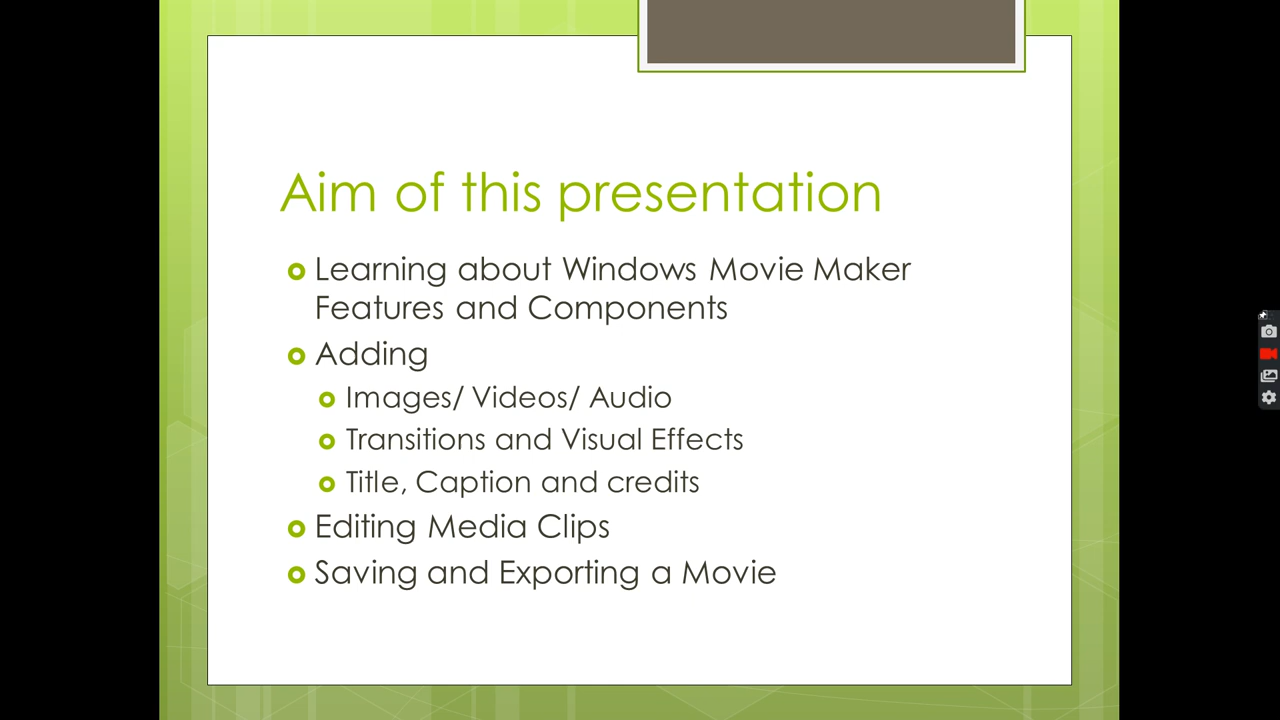 Aim of this presentation
Learning about Windows Movie Maker
Features and Components
Adding
Images/ Videos/ Audio
Transitions and Visual Effects
Title, Caption and credits
Editing Media Clips
Saving and Exporting a Movie